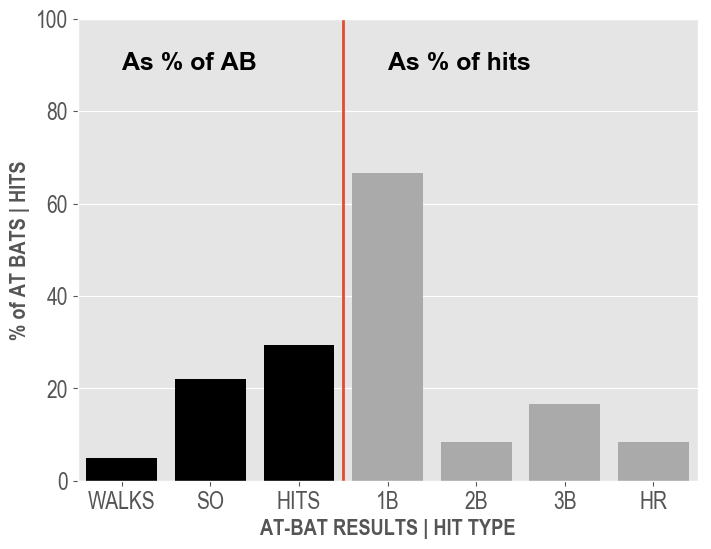 100
80
60
40
20
0
% of AT BATS | HITS
As % of AB
As % of hits
WALKS SO HITS 1B 2B 3B HR
AT-BAT RESULTS | HIT TYPE